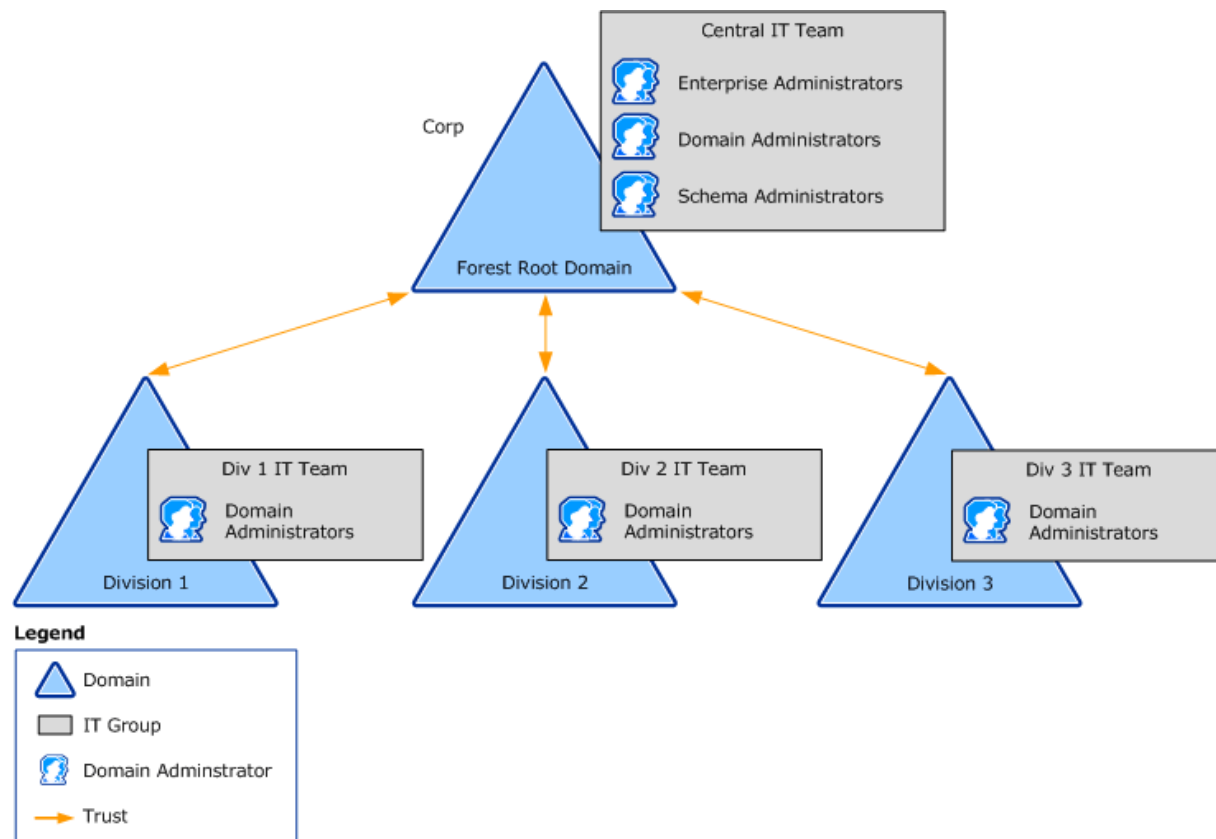 Central IT Team
Enterprise Administrators
Corp
Domain Administrators
Schema Administrators
Forest Root Domain
Div 1 IT Team
Domain
Administrators
Division 1
Div 2 IT Team
Domain
Administrators
Division 2
Div 3 IT Team
Domain
Administrators
Division 3
Legend
Domain
IT Group
Domain Adminstrator
Trust